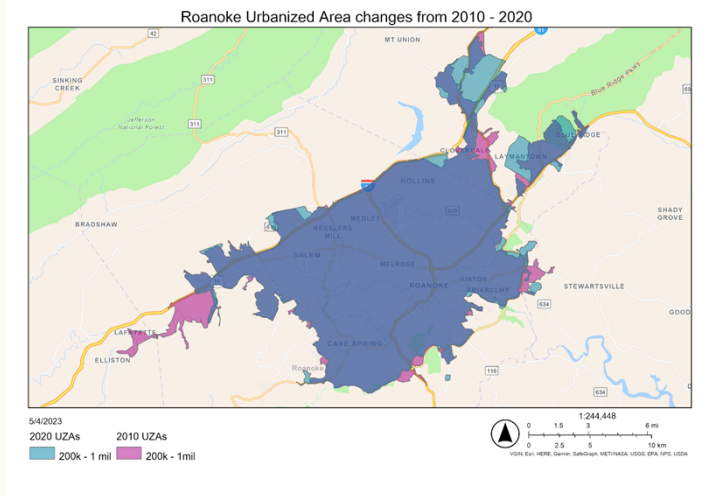 Roanoke Urbanized Area changes from 2010 - 2020
42
MT UNION
81
SINKING
CREEK
311
Blue Ridge Pkwy
Jefferson
National Forest
311
311
BLUE RIDGE
CLOVERDALE
LAYMANTOWN
HOLLINS
BRADSHAW
MEDLEY
SHADY
GROVE
KESSLERS
MILL
SALEM
MELROSE
ROANOKE
VINTON
BRIARCLIFF
STEWARTSVILLE
634
GOOD
LAFAYETTE
CAVE SPRING
ELLISTON
Roanoke
116
634
5/4/2023
1:244,448
2020 UZAs
2010 UZAs
0 1.5 3 6 mi
200k - 1 mil
200k - 1mil
0 2.5 5 10 km
VGIN, Esri, HERE, Garmin, SafeGraph, METI/NASA, USGS, EPA, NPS, USDA